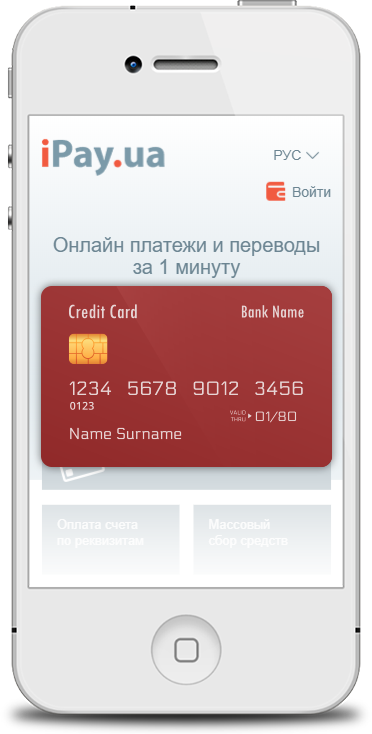 iPay.ua
РУС
Войти
Онлайн платежи и переводы
за 1 минуту
Credit Card
Bank Name
1234 5678 9012 3456
0123
VALID
THRU
01/80
Name Surname
Оплата счета
по реквизитам
Массовый
сбор средств